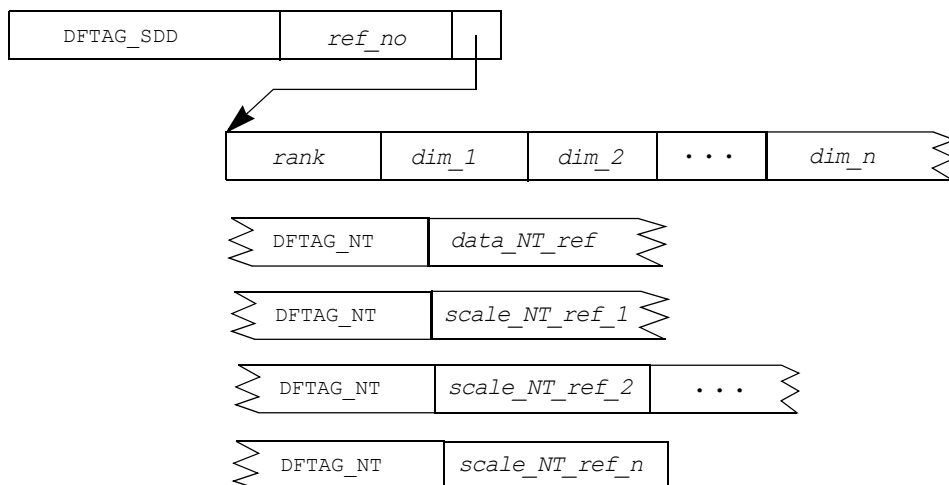 DFTAG_SDD ref_no
rank dim_1 dim_2 ... dim_n
DFTAG_NT data_NT_ref
DFTAG_NT scale_NT_ref_1
DFTAG_NT scale_NT_ref_2 ...
DFTAG_NT scale_NT_ref_n